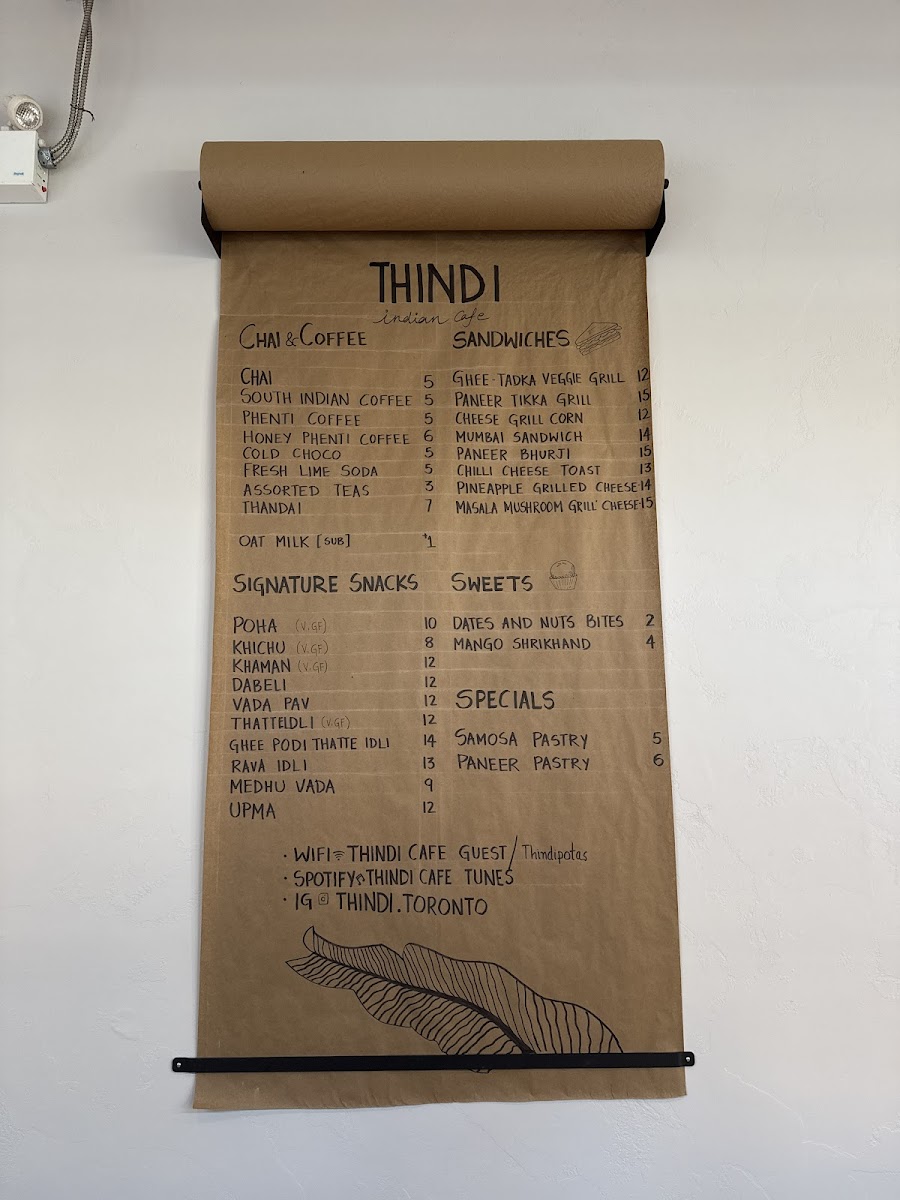 THINDI
indian Cafe
CHAI & COFFEE
CHAI 5
SOUTH INDIAN COFFEE 5
PHENTI COFFEE 5
HONEY PHENTI COFFEE 6
COLD CHOCO 5
FRESH LIME SODA 5
ASSORTED TEAS 3
THANDAI 7
OAT MILK [SUB] +1
SANDWICHES
GHEE-TADKA VEGGIE GRILL 12
PANEER TIKKA GRILL 15
CHEESE GRILL CORN 12
MUMBAI SANDWICH 14
PANEER BHURJI 15
CHILLI CHEESE TOAST 13
PINEAPPLE GRILLED CHEESE 14
MASALA MUSHROOM GRILL' CHEESE 15
SIGNATURE SNACKS
POHA (V.GF) 10
KHICHU (V.GF) 8
KHAMAN (V.GF) 12
DABELI 12
VADA PAV 12
THATTEIDLI (V.GF) 12
GHEE PODI THATTE IDLI 14
RAVA IDLI 13
MEDHU VADA 9
UPMA 12
SWEETS
DATES AND NUTS BITES 2
MANGO SHRIKHAND 4
SPECIALS
SAMOSA PASTRY 5
PANEER PASTRY 6
· WIFI THINDI CAFE GUEST / Thindipotas
· SPOTIFY THINDI CAFE TUNES
· IG THINDI.TORONTO